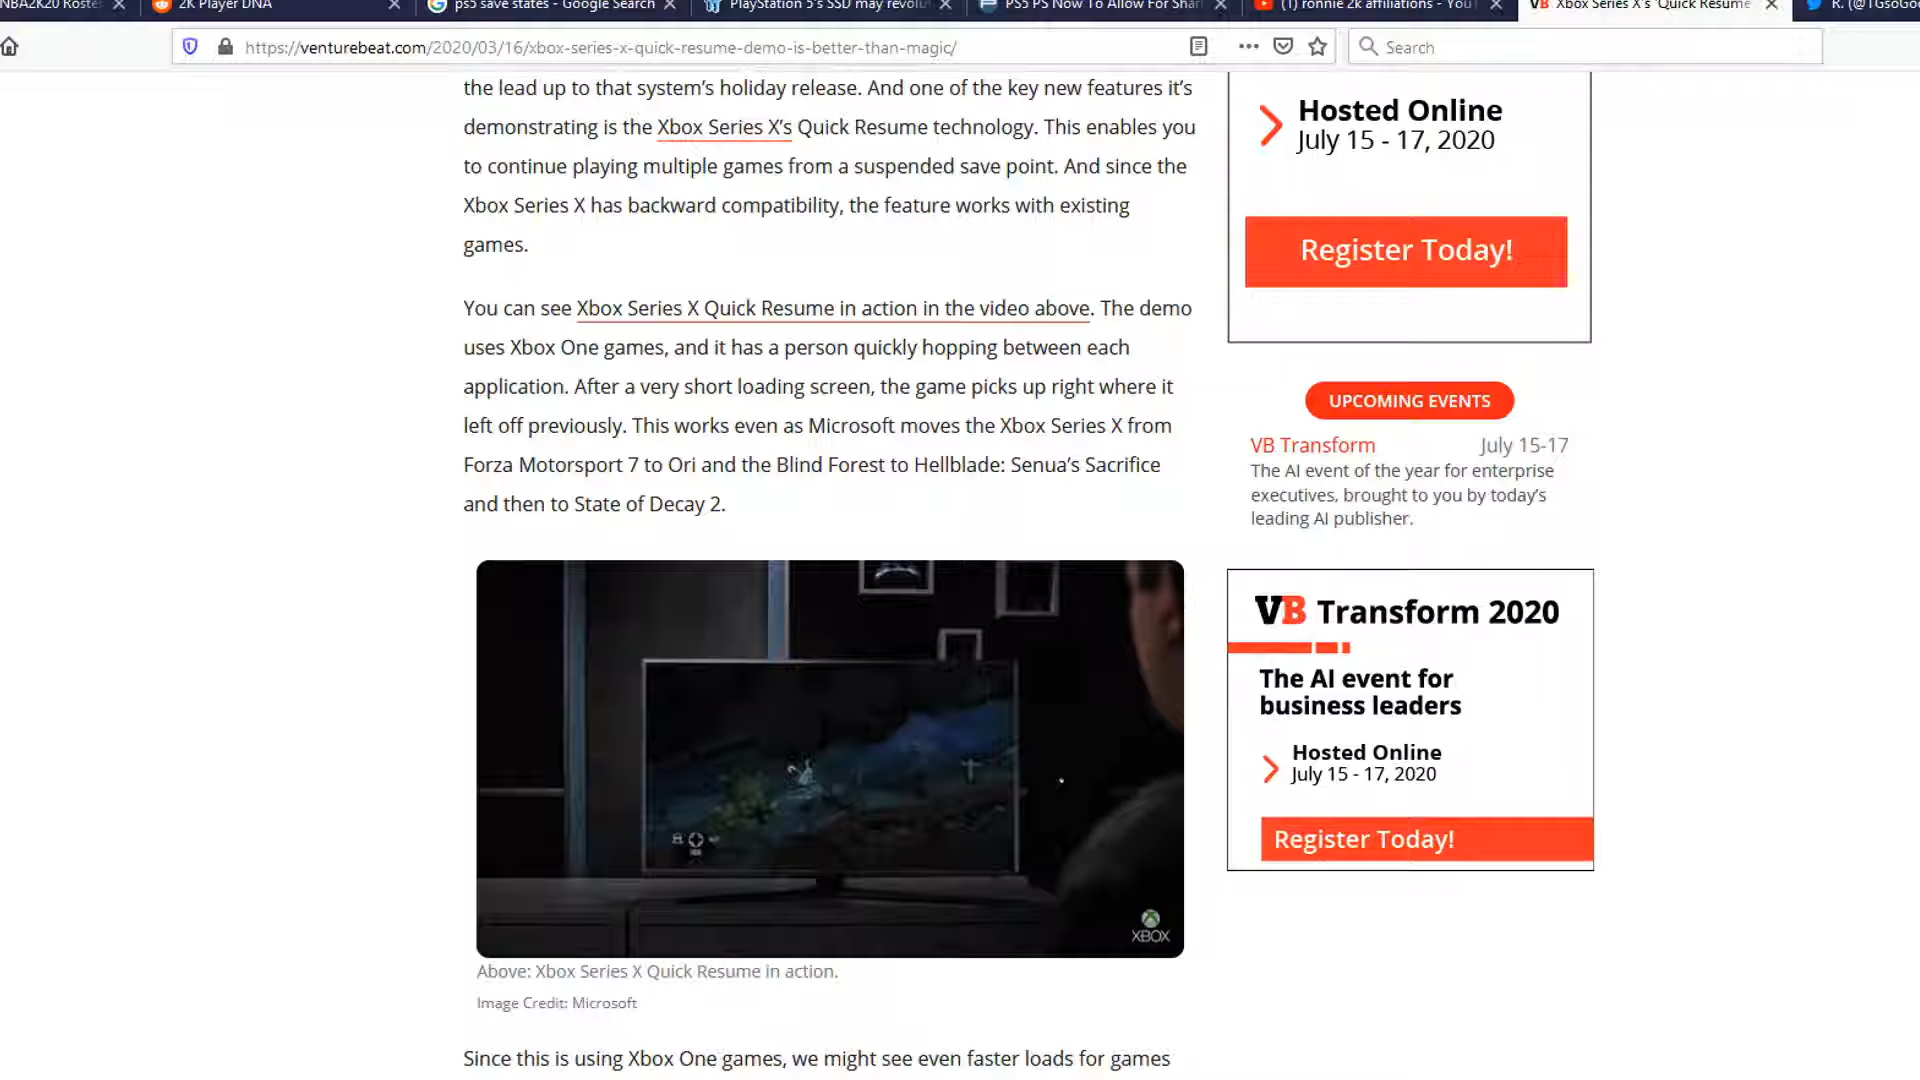 NBA2K20 Roste
2K Player DNA
ps5 save states - Google Search
PlayStation 5's SSD may revolu
PS5 PS Now To Allow For Shar
(1) ronnie 2k affiliations - YouT
VB Xbox Series X's 'Quick Resume'
R. (@TGsoGo
https://venturebeat.com/2020/03/16/xbox-series-x-quick-resume-demo-is-better-than-magic/
Search
the lead up to that system’s holiday release. And one of the key new features it’s
demonstrating is the Xbox Series X’s Quick Resume technology. This enables you
to continue playing multiple games from a suspended save point. And since the
Xbox Series X has backward compatibility, the feature works with existing
games.
You can see Xbox Series X Quick Resume in action in the video above. The demo
uses Xbox One games, and it has a person quickly hopping between each
application. After a very short loading screen, the game picks up right where it
left off previously. This works even as Microsoft moves the Xbox Series X from
Forza Motorsport 7 to Ori and the Blind Forest to Hellblade: Senua’s Sacrifice
and then to State of Decay 2.
XBOX
Above: Xbox Series X Quick Resume in action.
Image Credit: Microsoft
Since this is using Xbox One games, we might see even faster loads for games
Hosted Online
July 15 - 17, 2020
Register Today!
UPCOMING EVENTS
VB Transform July 15-17
The AI event of the year for enterprise
executives, brought to you by today’s
leading AI publisher.
VB Transform 2020
The AI event for
business leaders
Hosted Online
July 15 - 17, 2020
Register Today!